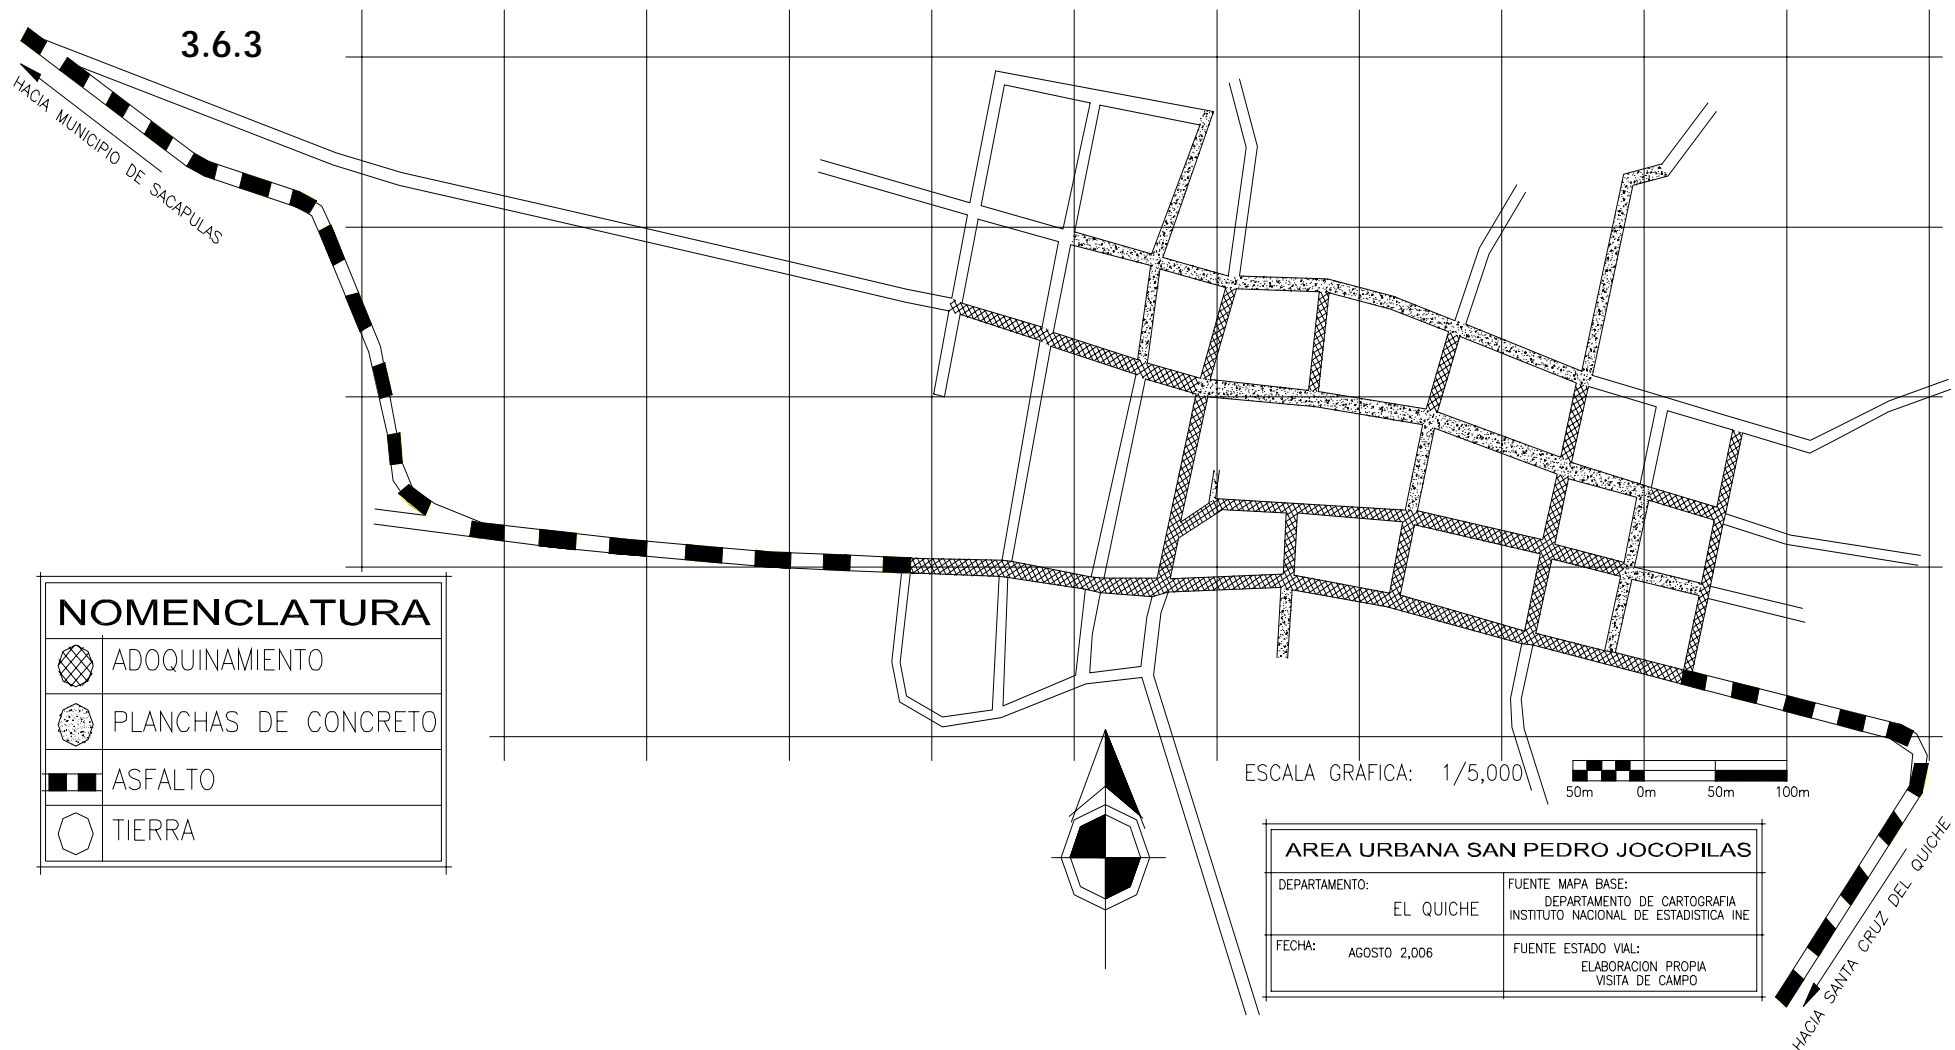 3.6.3
HACIA MUNICIPIO DE SACAPULAS
NOMENCLATURA
ADOQUINAMIENTO
PLANCHAS DE CONCRETO
ASFALTO
TIERRA
ESCALA GRAFICA: 1/5,000
50m 0m 50m 100m
AREA URBANA SAN PEDRO JOCOPILAS
DEPARTAMENTO:
EL QUICHE
FUENTE MAPA BASE:
DEPARTAMENTO DE CARTOGRAFIA
INSTITUTO NACIONAL DE ESTADISTICA INE
FECHA: AGOSTO 2,006
FUENTE ESTADO VIAL:
ELABORACION PROPIA
VISITA DE CAMPO
HACIA SANTA CRUZ DEL QUICHE